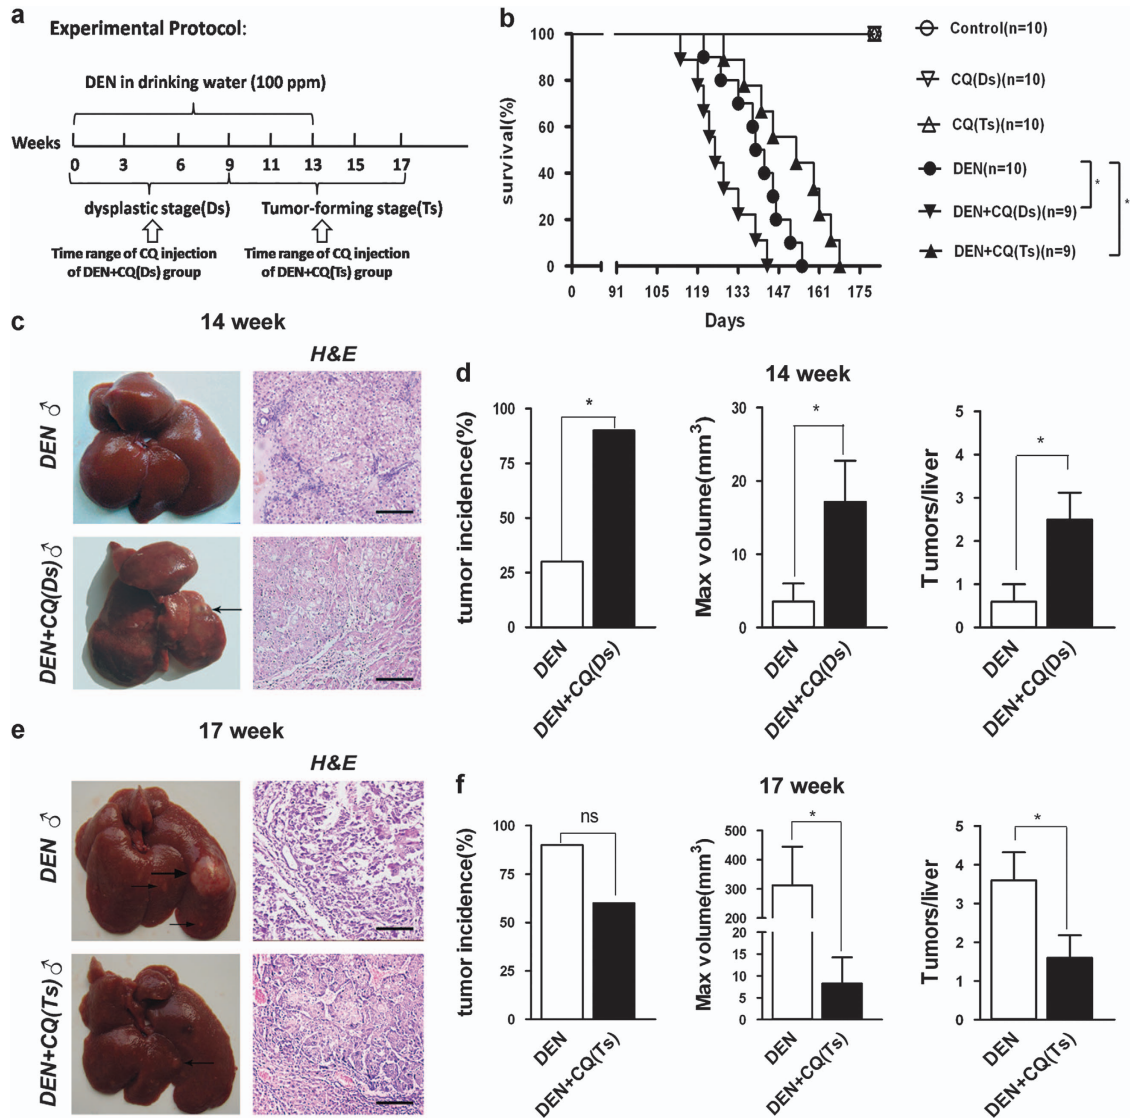 a
Experimental Protocol:
DEN in drinking water (100 ppm)
Weeks
0 3 6 9 11 13 15 17
dysplastic stage(Ds) Tumor-forming stage(Ts)
Time range of CQ injection
of DEN+CQ(Ds) group
Time range of CQ injection
of DEN+CQ(Ts) group
b
survival(%)
100
80
60
40
20
0
0 91 105 119 133 147 161 175
Days
Control(n=10)
CQ(Ds)(n=10)
CQ(Ts)(n=10)
DEN(n=10)
DEN+CQ(Ds)(n=9)
DEN+CQ(Ts)(n=9)
*
*
c
14 week
H&E
DEN ♂
DEN+CQ(Ds)♂
d
14 week
tumor incidence(%)
100
75
50
25
0
*
DEN
DEN+CQ(Ds)
Max volume(mm3)
30
20
10
0
*
DEN
DEN+CQ(Ds)
Tumors/liver
5
4
3
2
1
0
*
DEN
DEN+CQ(Ds)
e
17 week
H&E
DEN ♂
DEN+CQ(Ts)♂
f
17 week
tumor incidence(%)
100
75
50
25
0
ns
DEN
DEN+CQ(Ts)
Max volume(mm3)
500
400
300
200
20
15
10
5
0
*
DEN
DEN+CQ(Ts)
Tumors/liver
5
4
3
2
1
0
*
DEN
DEN+CQ(Ts)